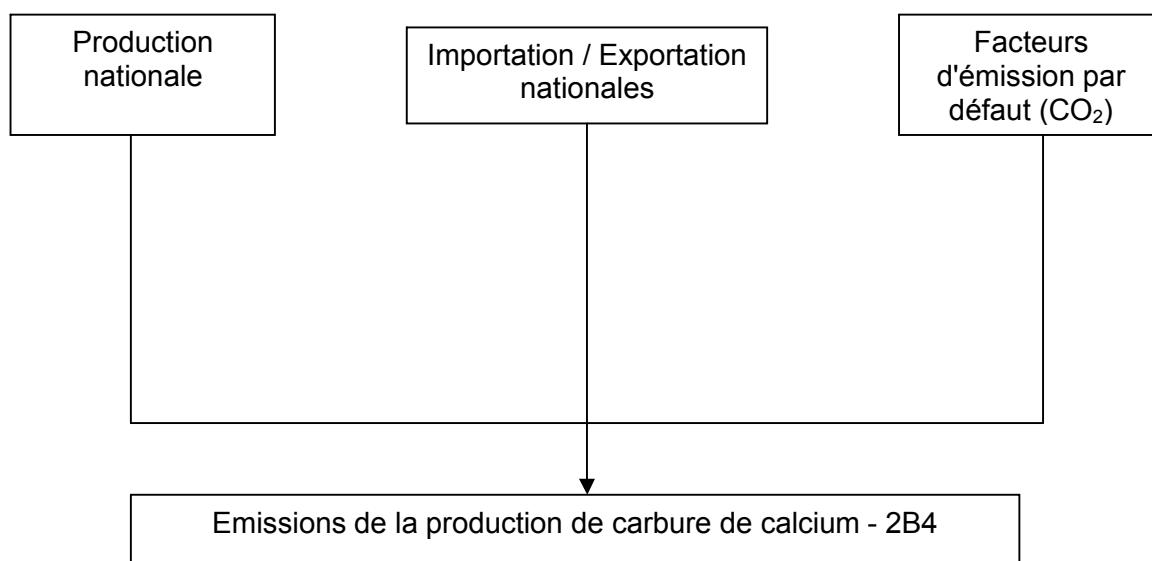 Production
nationale
Importation / Exportation
nationales
Facteurs
d'émission par
défaut (CO₂)
Emissions de la production de carbure de calcium - 2B4